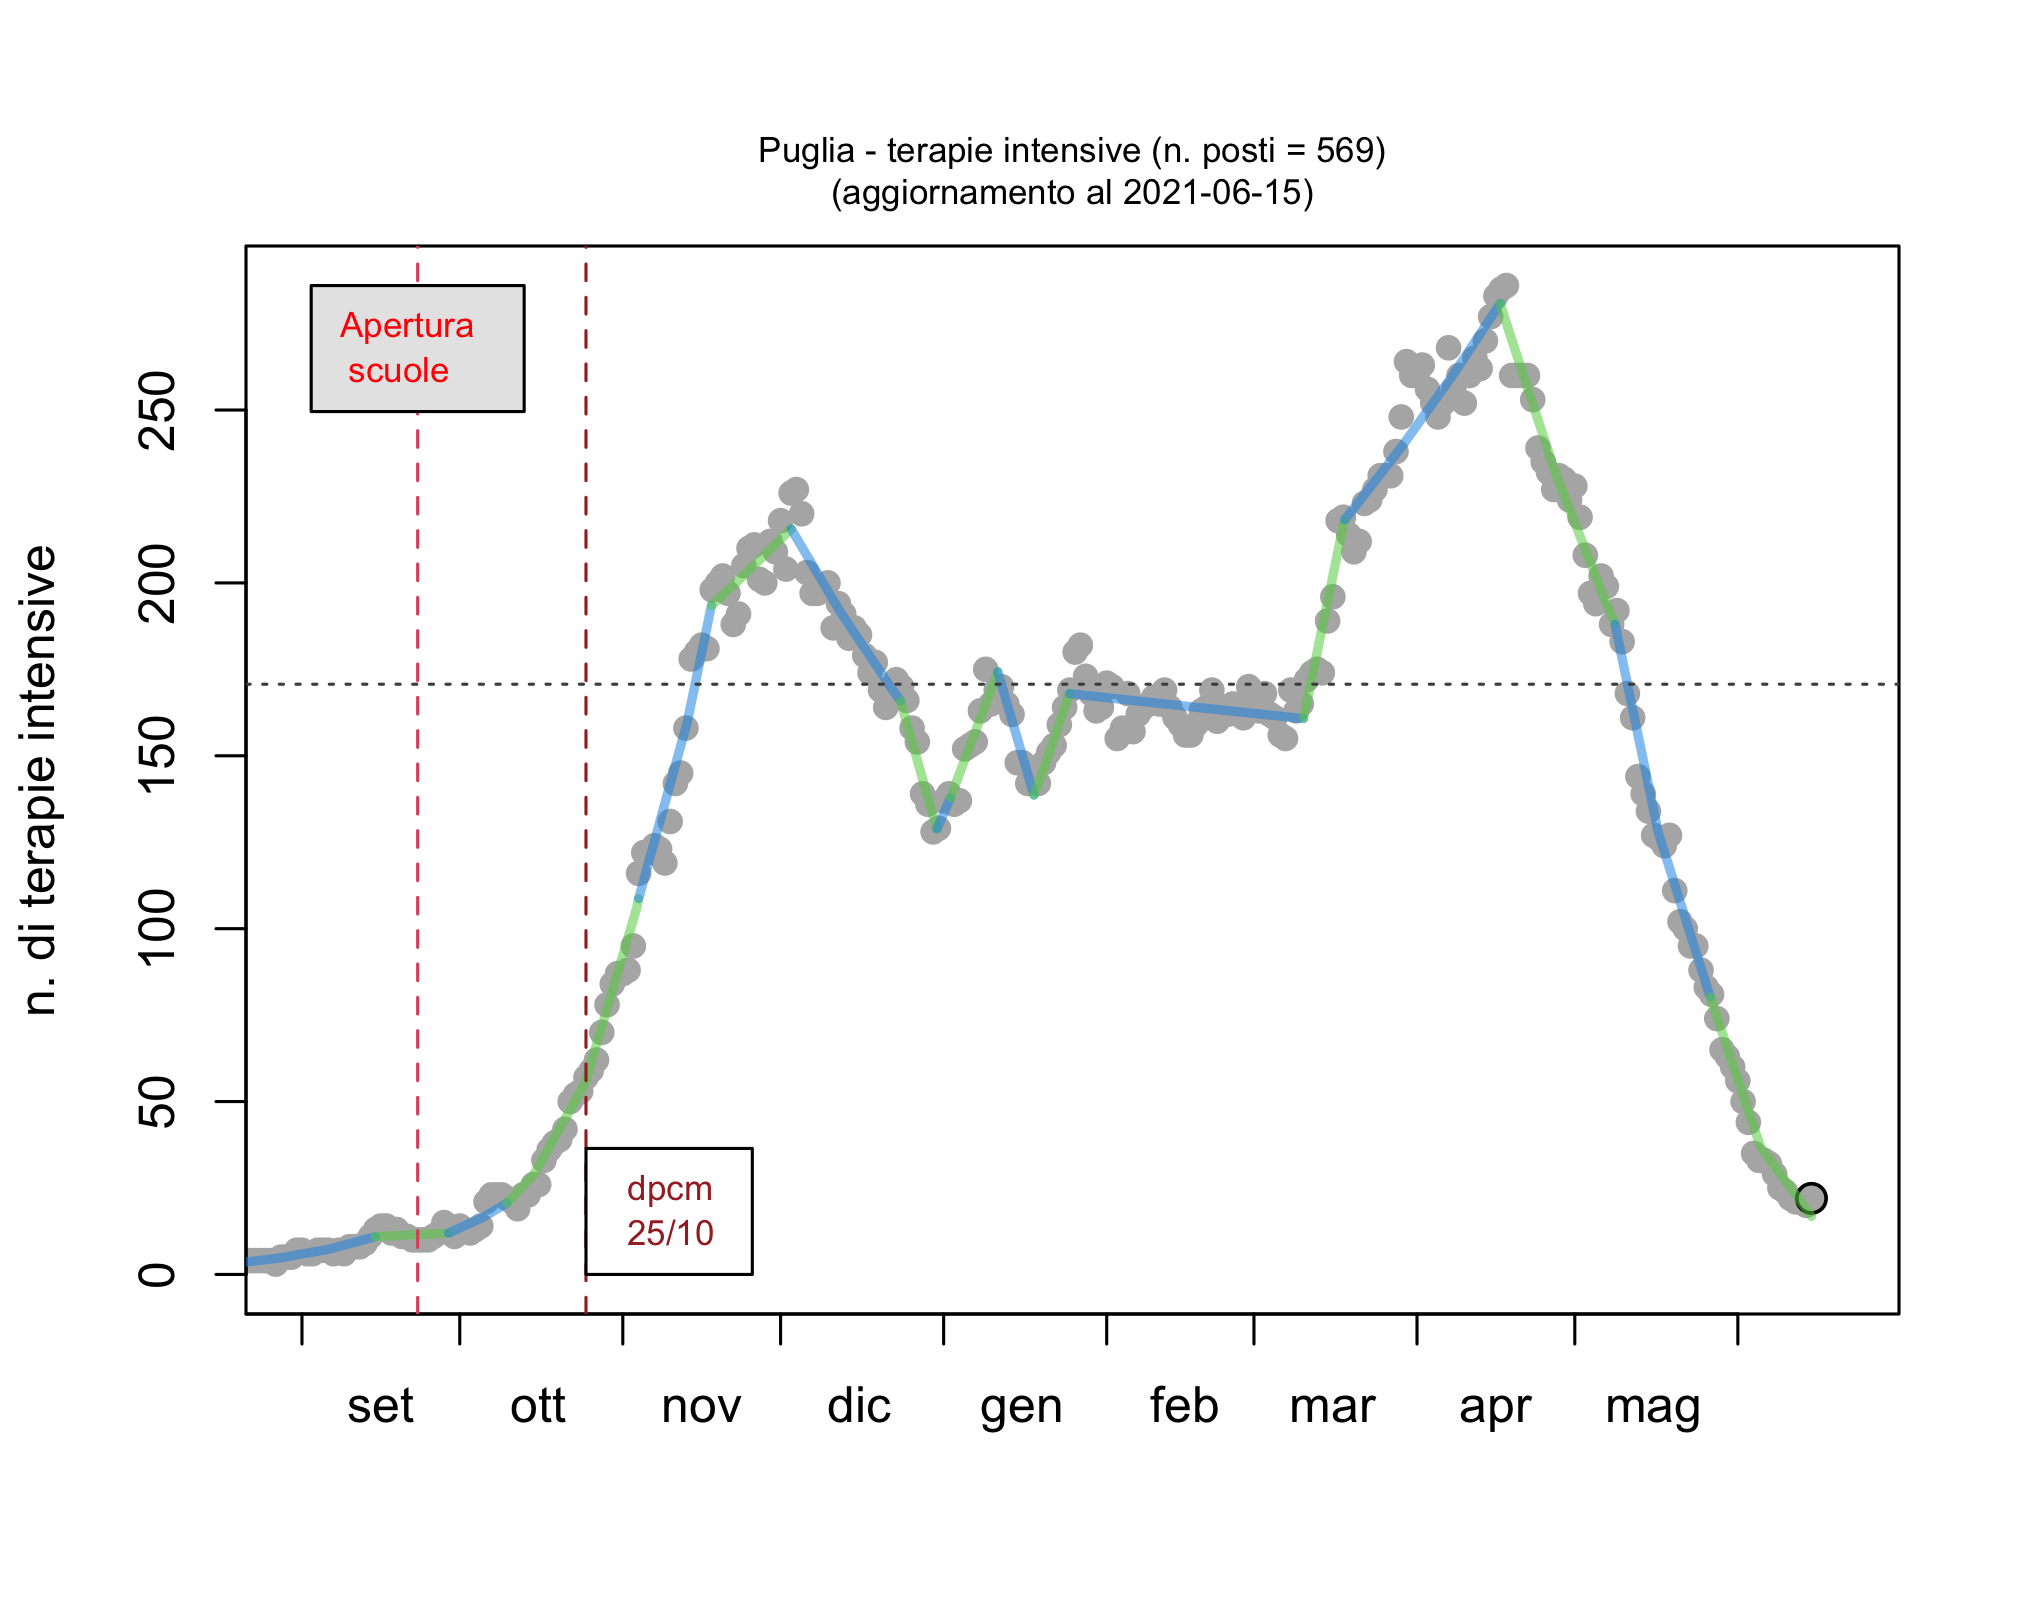 Puglia - terapie intensive (n. posti = 569)
(aggiornamento al 2021-06-15)
Apertura
scuole
dpcm
25/10
n. di terapie intensive
250
200
150
100
50
0
set ott nov dic gen feb mar apr mag